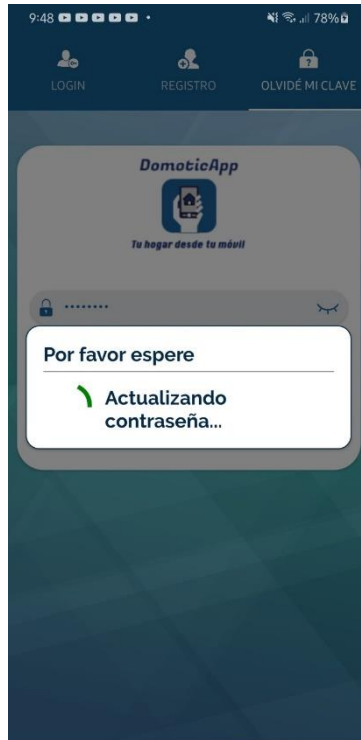 9:48
78%
LOGIN
REGISTRO
OLVIDÉ MI CLAVE
DomoticApp
Tu hogar desde tu móvil
........
Por favor espere
Actualizando
contraseña...